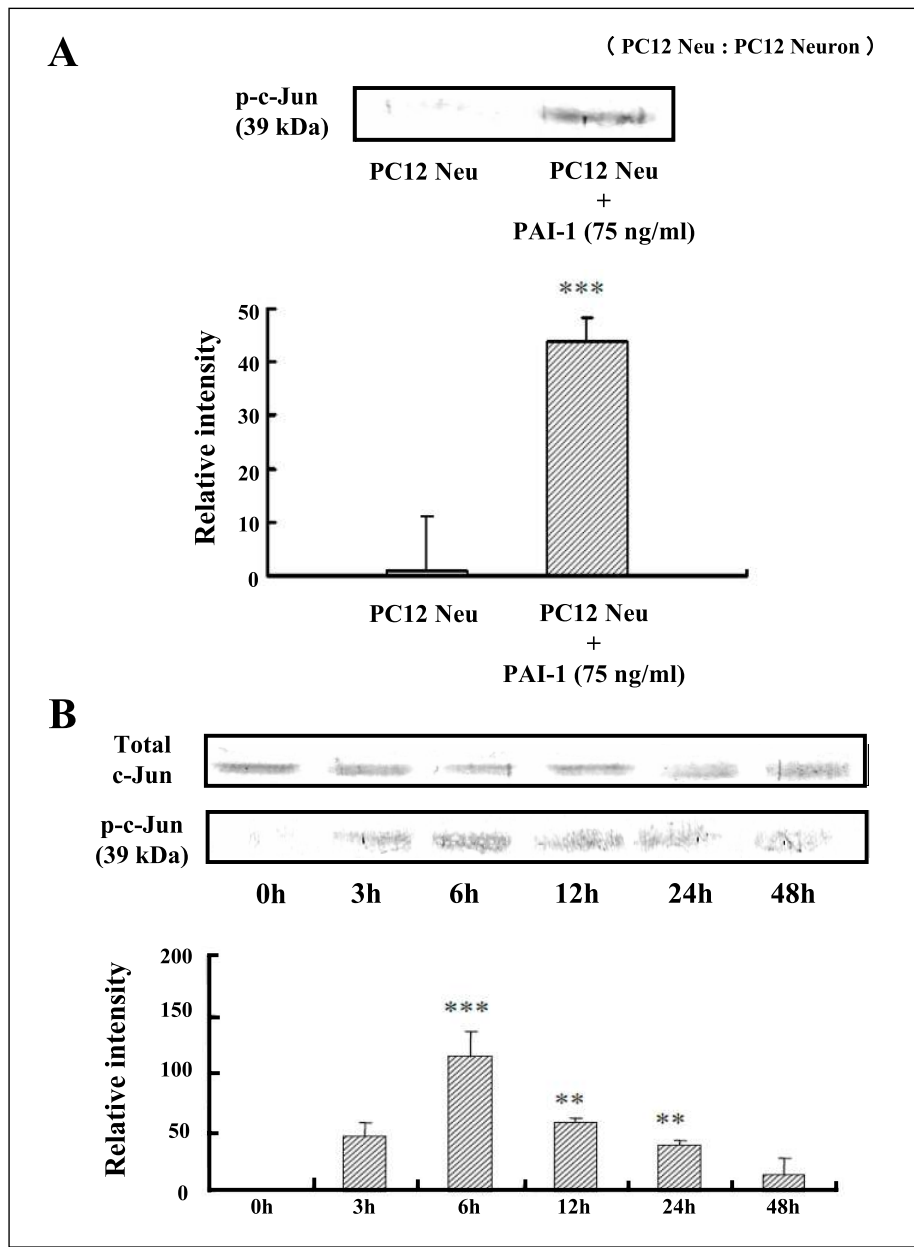 A
( PC12 Neu : PC12 Neuron )
p-c-Jun
(39 kDa)
PC12 Neu
PC12 Neu
+
PAI-1 (75 ng/ml)
***
50
40
30
20
10
0
Relative intensity
PC12 Neu
PC12 Neu
+
PAI-1 (75 ng/ml)
B
Total
c-Jun
p-c-Jun
(39 kDa)
0h 3h 6h 12h 24h 48h
200
150
100
50
0
Relative intensity
***
**
**
0h 3h 6h 12h 24h 48h